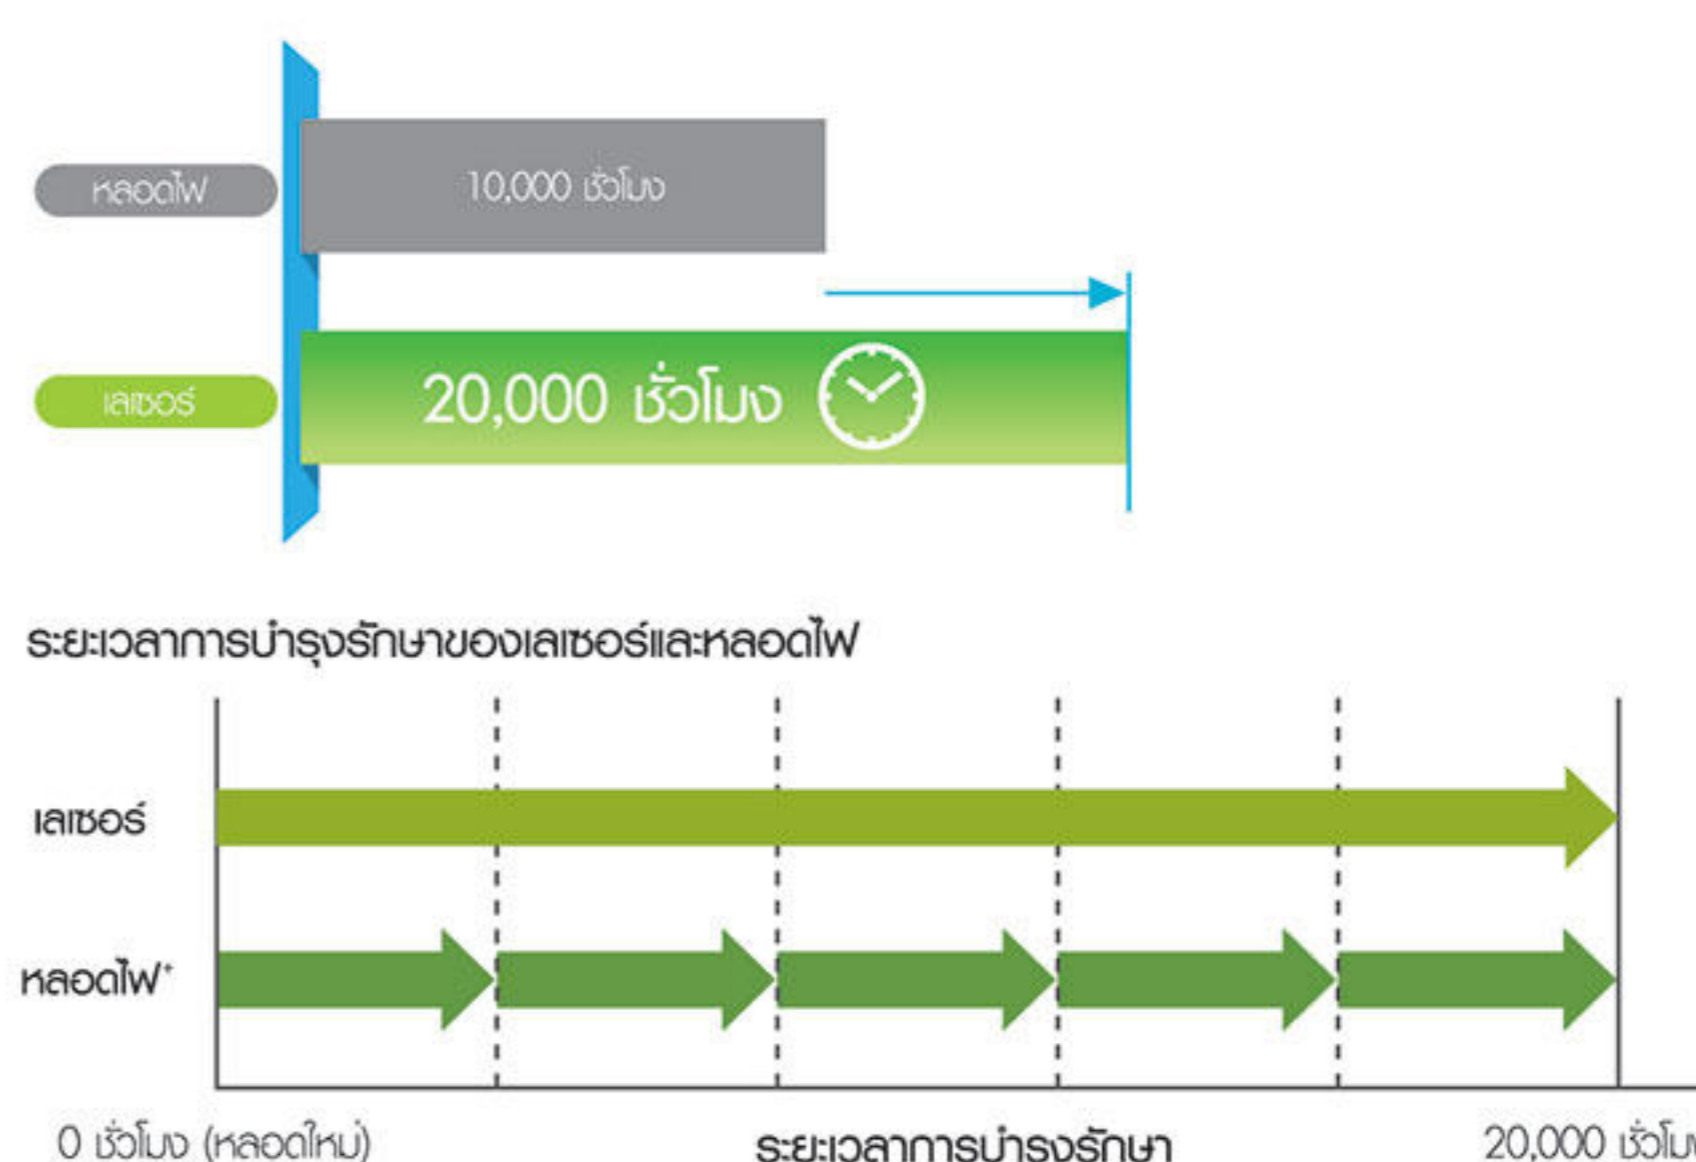 หลอดไฟ
10,000 ชั่วโมง
เลเซอร์
20,000 ชั่วโมง
ระยะเวลาการบำรุงรักษาของเลเซอร์และหลอดไฟ
เลเซอร์
หลอดไฟ+
0 ชั่วโมง (หลอดใหม่)
ระยะเวลาการบำรุงรักษา
20,000 ชั่วโมง